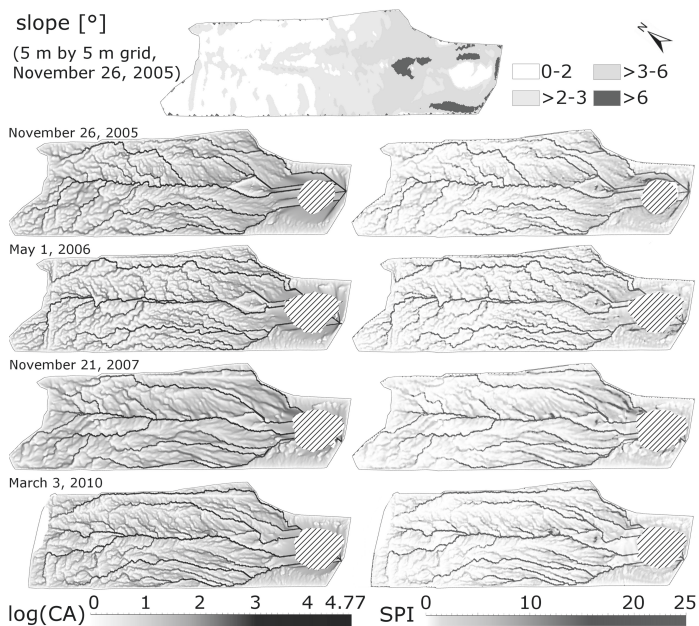 slope [°]
(5 m by 5 m grid,
November 26, 2005)
N
0-2
>3-6
>2-3
>6
November 26, 2005
May 1, 2006
November 21, 2007
March 3, 2010
log(CA)
0 1 2 3 4 4.77
SPI
0 10 20 25